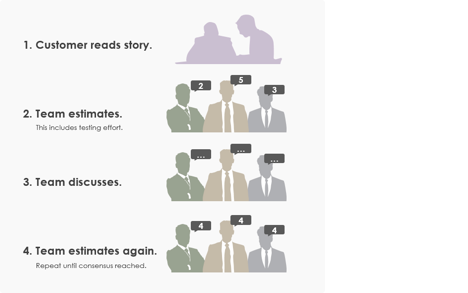 1. Customer reads story.
2
5
3
2. Team estimates.
This includes testing effort.
...
...
...
3. Team discusses.
4
4
4
4. Team estimates again.
Repeat until consensus reached.